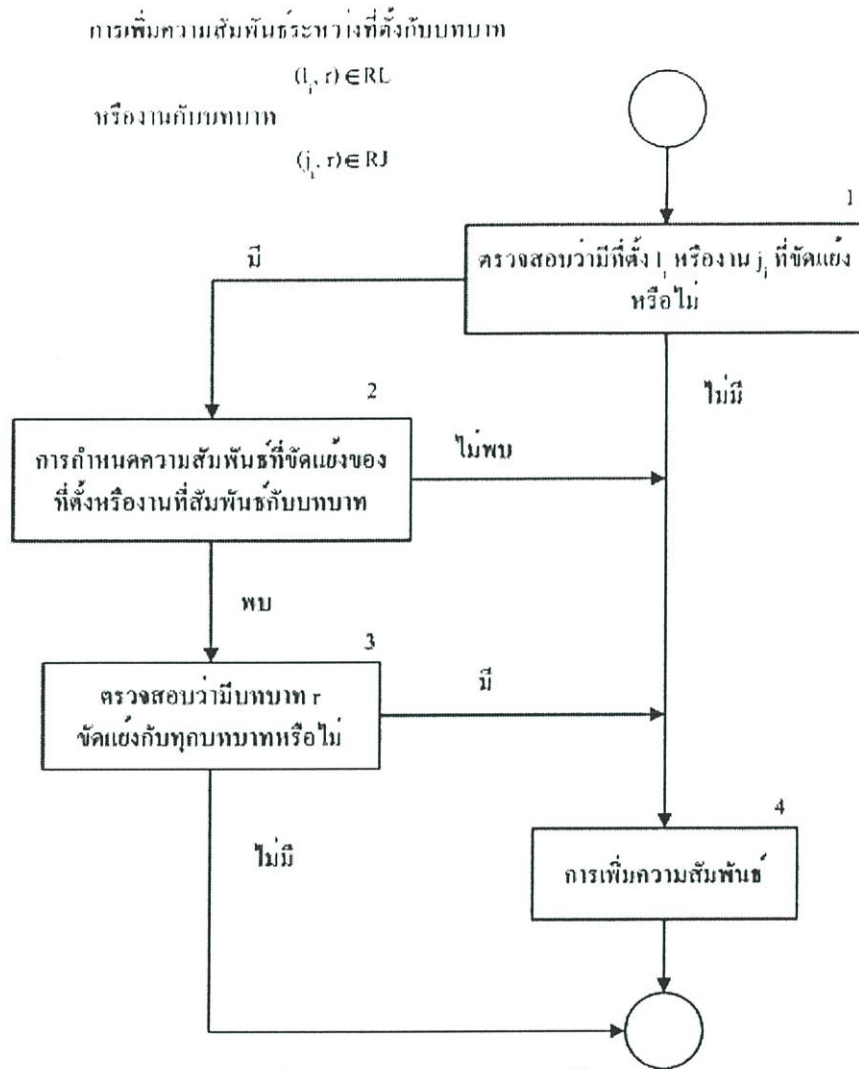 การเพิ่มความสัมพันธ์ระหว่างที่ตั้งกับบทบาท
(l_i, r) ∈ RL
หรืองานกับบทบาท
(j_i, r) ∈ RJ
1
ตรวจสอบว่ามีที่ตั้ง l_i หรืองาน j_i ที่ขัดแย้ง
หรือไม่
มี
ไม่มี
2
การกำหนดความสัมพันธ์ที่ขัดแย้งของ
ที่ตั้งหรืองานที่สัมพันธ์กับบทบาท
ไม่พบ
พบ
3
ตรวจสอบว่ามีบทบาท r
ขัดแย้งกับทุกบทบาทหรือไม่
มี
ไม่มี
4
การเพิ่มความสัมพันธ์